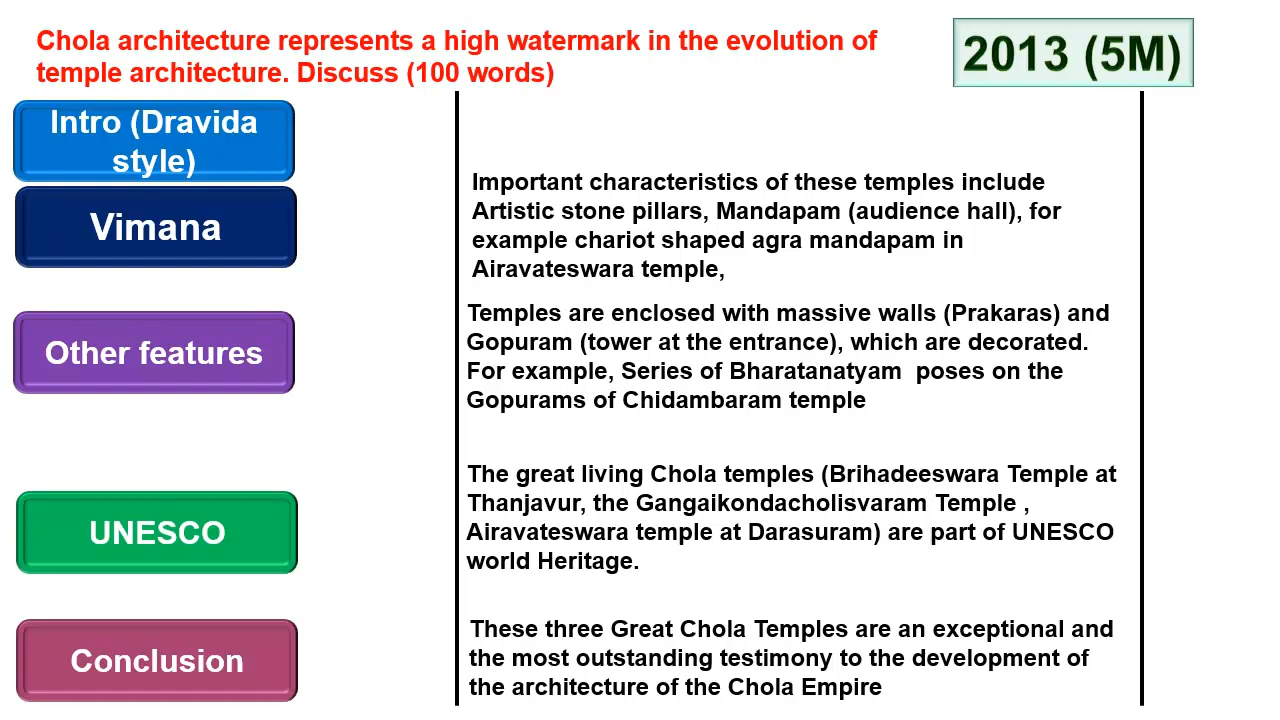 Chola architecture represents a high watermark in the evolution of
temple architecture. Discuss (100 words)
2013 (5M)
Intro (Dravida
style)
Vimana
Important characteristics of these temples include
Artistic stone pillars, Mandapam (audience hall), for
example chariot shaped agra mandapam in
Airavateswara temple,
Other features
Temples are enclosed with massive walls (Prakaras) and
Gopuram (tower at the entrance), which are decorated.
For example, Series of Bharatanatyam  poses on the
Gopurams of Chidambaram temple
UNESCO
The great living Chola temples (Brihadeeswara Temple at
Thanjavur, the Gangaikondacholisvaram Temple ,
Airavateswara temple at Darasuram) are part of UNESCO
world Heritage.
Conclusion
These three Great Chola Temples are an exceptional and
the most outstanding testimony to the development of
the architecture of the Chola Empire